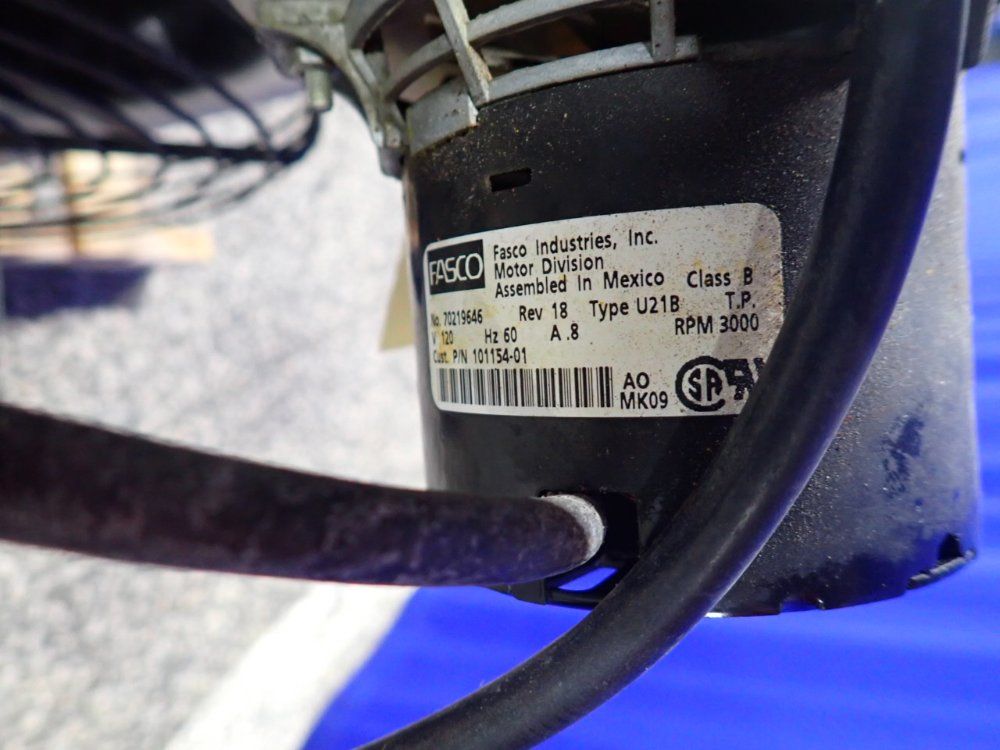 FASCO
Fasco Industries, Inc.
Motor Division
Assembled In Mexico Class B
No. 70219646 Rev 18 Type U21B T.P.
V 120 Hz 60 A .8 RPM 3000
Cust. P/N 101154-01
AO
MK09
SA